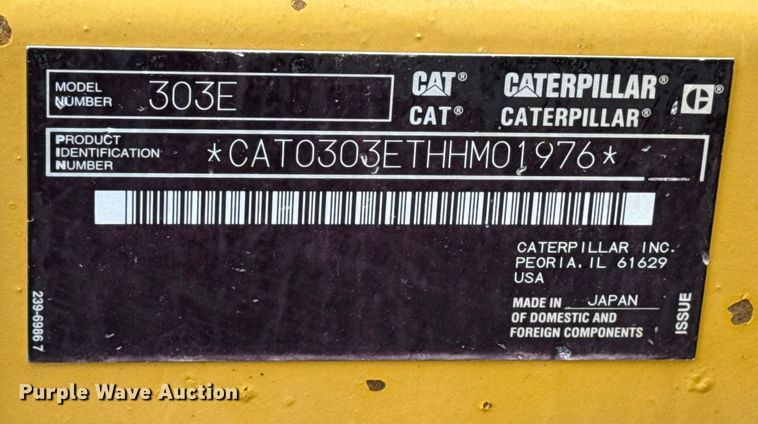 MODEL NUMBER 303E
CAT® CATERPILLAR®
CAT® CATERPILLAR®
PRODUCT IDENTIFICATION NUMBER *CAT0303ETHHM01976*
CATERPILLAR INC.
PEORIA, IL 61629
USA
MADE IN JAPAN
OF DOMESTIC AND
FOREIGN COMPONENTS
ISSUE
239-6986 7
Purple Wave Auction